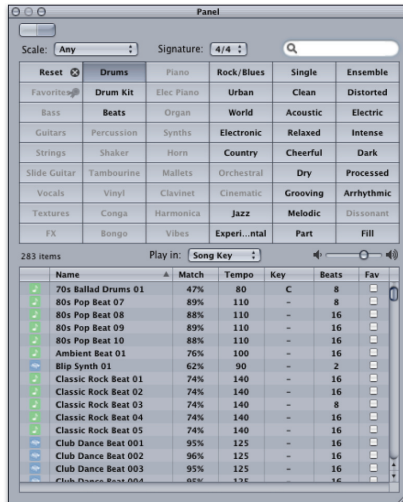 Panel
Scale: Any Signature: 4/4
Reset Drums Piano Rock/Blues Single Ensemble
Favorites Drum Kit Elec Piano Urban Clean Distorted
Bass Beats Organ World Acoustic Electric
Guitars Percussion Synths Electronic Relaxed Intense
Strings Shaker Horn Country Cheerful Dark
Slide Guitar Tambourine Mallets Orchestral Dry Processed
Vocals Vinyl Clavinet Cinematic Grooving Arrhythmic
Textures Conga Harmonica Jazz Melodic Dissonant
FX Bongo Vibes Experi...ntal Part Fill
283 items Play in: Song Key
Name Match Tempo Key Beats Fav
70s Ballad Drums 01 47% 80 C 8
80s Pop Beat 07 89% 110 – 8
80s Pop Beat 08 88% 110 – 16
80s Pop Beat 09 89% 110 – 16
80s Pop Beat 10 88% 110 – 16
Ambient Beat 01 76% 100 – 16
Blip Synth 01 62% 90 – 2
Classic Rock Beat 01 74% 140 – 16
Classic Rock Beat 02 74% 140 – 16
Classic Rock Beat 03 74% 140 – 8
Classic Rock Beat 04 74% 140 – 16
Classic Rock Beat 05 74% 140 – 16
Club Dance Beat 001 95% 125 – 16
Club Dance Beat 002 96% 125 – 16
Club Dance Beat 003 95% 125 – 16
Club Dance Beat 004 95% 125 – 16